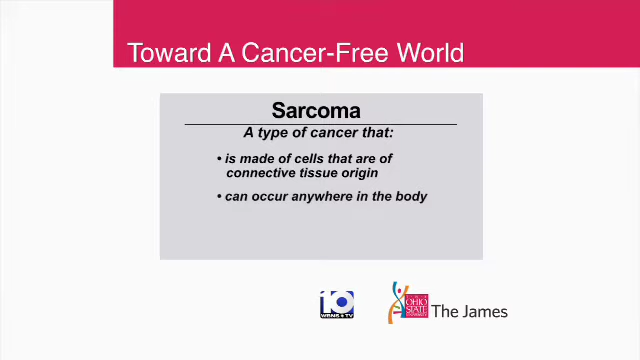 Toward A Cancer-Free World
Sarcoma
A type of cancer that:
• is made of cells that are of
connective tissue origin
• can occur anywhere in the body
10
WBNS TV
OHIO
STATE
The James